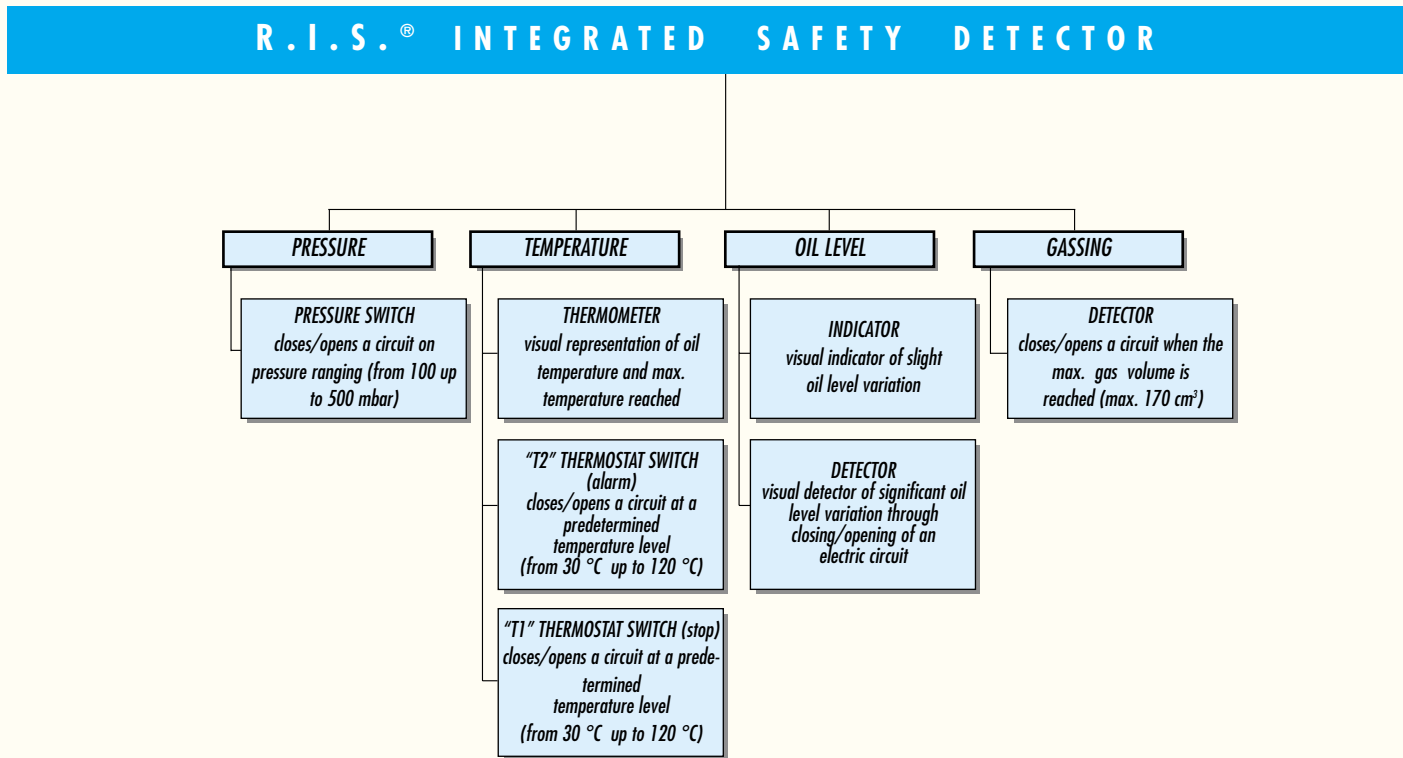 R.I.S.® INTEGRATED SAFETY DETECTOR
PRESSURE
PRESSURE SWITCH
closes/opens a circuit on
pressure ranging (from 100 up
to 500 mbar)
TEMPERATURE
THERMOMETER
visual representation of oil
temperature and max.
temperature reached
“T2” THERMOSTAT SWITCH
(alarm)
closes/opens a circuit at a
predetermined
temperature level
(from 30 °C up to 120 °C)
“T1” THERMOSTAT SWITCH (stop)
closes/opens a circuit at a prede-
termined
temperature level
(from 30 °C up to 120 °C)
OIL LEVEL
INDICATOR
visual indicator of slight
oil level variation
DETECTOR
visual detector of significant oil
level variation through
closing/opening of an
electric circuit
GASSING
DETECTOR
closes/opens a circuit when the
max. gas volume is
reached (max. 170 cm³)